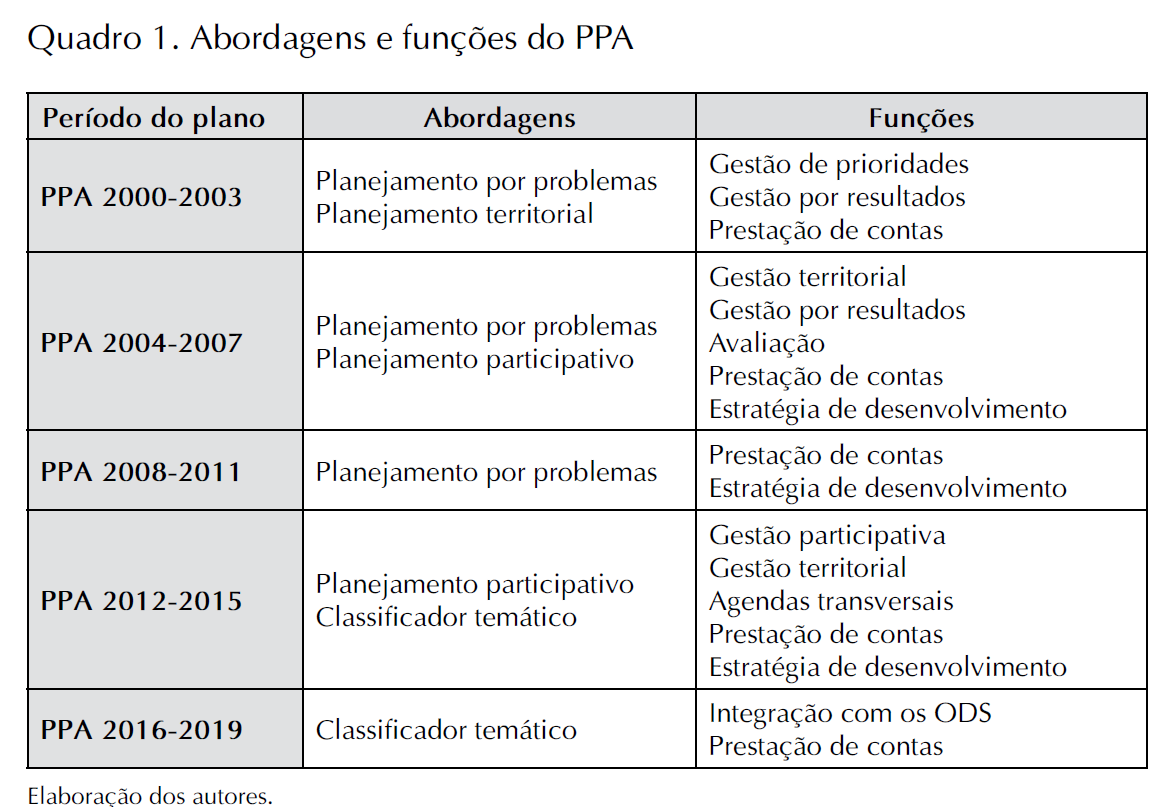 Quadro 1. Abordagens e funções do PPA
Período do plano
Abordagens
Funções
PPA 2000-2003
Planejamento por problemas
Planejamento territorial
Gestão de prioridades
Gestão por resultados
Prestação de contas
PPA 2004-2007
Planejamento por problemas
Planejamento participativo
Gestão territorial
Gestão por resultados
Avaliação
Prestação de contas
Estratégia de desenvolvimento
PPA 2008-2011
Planejamento por problemas
Prestação de contas
Estratégia de desenvolvimento
PPA 2012-2015
Planejamento participativo
Classificador temático
Gestão participativa
Gestão territorial
Agendas transversais
Prestação de contas
Estratégia de desenvolvimento
PPA 2016-2019
Classificador temático
Integração com os ODS
Prestação de contas
Elaboração dos autores.